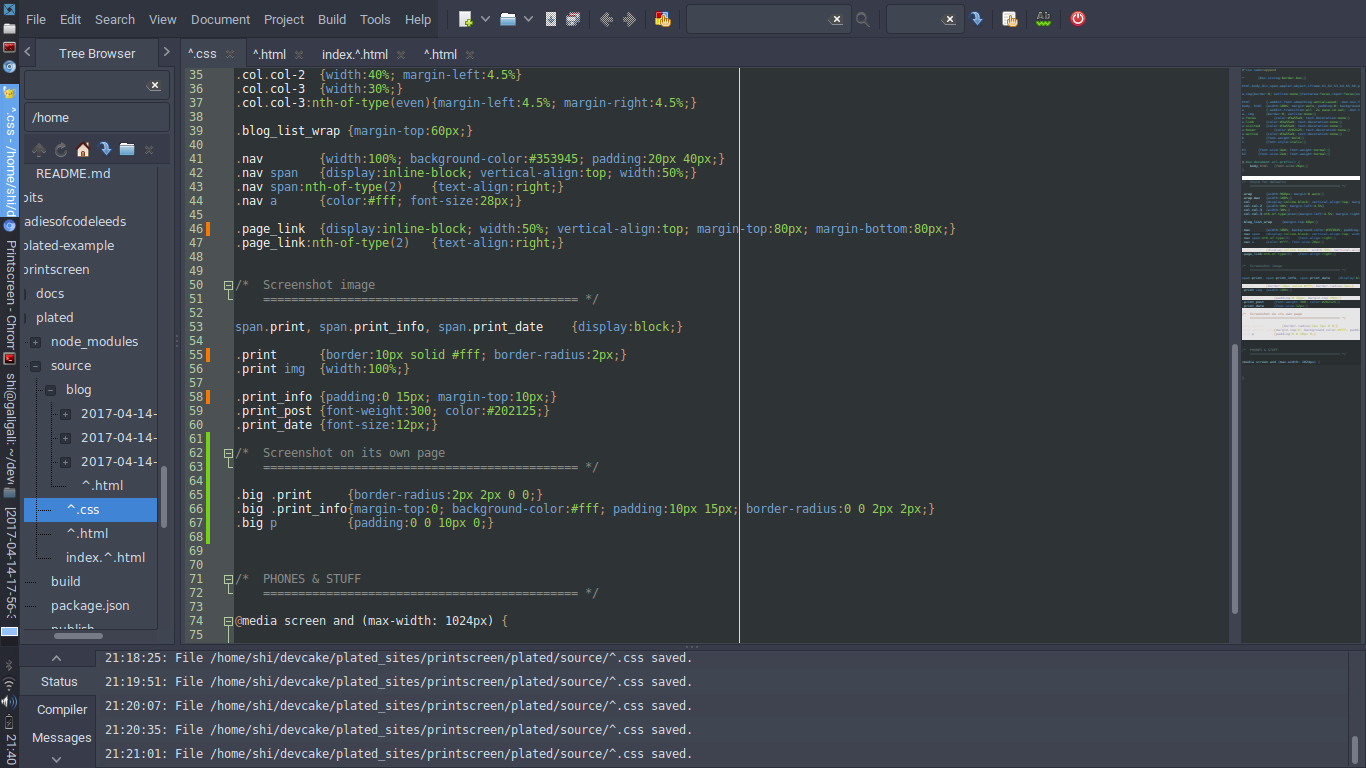 File Edit Search View Document Project Build Tools Help
Tree Browser
^.css ^.html index.^.html ^.html
/home
README.md
bits
adiesofcodeleeds
plated-example
printscreen
docs
plated
node_modules
source
blog
2017-04-14-
2017-04-14-
2017-04-14-
^.html
^.css
^.html
index.^.html
build
package.json
publish
35 .col.col-2 {width:40%; margin-left:4.5%}
36 .col.col-3 {width:30%;}
37 .col.col-3:nth-of-type(even){margin-left:4.5%; margin-right:4.5%;}
38
39 .blog_list_wrap {margin-top:60px;}
40
41 .nav {width:100%; background-color:#353945; padding:20px 40px;}
42 .nav span {display:inline-block; vertical-align:top; width:50%;}
43 .nav span:nth-of-type(2) {text-align:right;}
44 .nav a {color:#fff; font-size:28px;}
45
46 .page_link {display:inline-block; width:50%; vertical-align:top; margin-top:80px; margin-bottom:80px;}
47 .page_link:nth-of-type(2) {text-align:right;}
48
49
50 /* Screenshot image
51 ============================================= */
52
53 span.print, span.print_info, span.print_date {display:block;}
54
55 .print {border:10px solid #fff; border-radius:2px;}
56 .print img {width:100%;}
57
58 .print_info {padding:0 15px; margin-top:10px;}
59 .print_post {font-weight:300; color:#202125;}
60 .print_date {font-size:12px;}
61
62 /* Screenshot on its own page
63 ============================================= */
64
65 .big .print {border-radius:2px 2px 0 0;}
66 .big .print_info{margin-top:0; background-color:#fff; padding:10px 15px; border-radius:0 0 2px 2px;}
67 .big p {padding:0 0 10px 0;}
68
69
70
71 /* PHONES & STUFF
72 ============================================= */
73
74 @media screen and (max-width: 1024px) {
75
Status
Compiler
Messages
21:18:25: File /home/shi/devcake/plated_sites/printscreen/plated/source/^.css saved.
21:19:51: File /home/shi/devcake/plated_sites/printscreen/plated/source/^.css saved.
21:20:07: File /home/shi/devcake/plated_sites/printscreen/plated/source/^.css saved.
21:20:35: File /home/shi/devcake/plated_sites/printscreen/plated/source/^.css saved.
21:21:01: File /home/shi/devcake/plated_sites/printscreen/plated/source/^.css saved.
^.css - /home/shi/d
Printscreen - Chrom
shi@galigali: ~/devc
[2017-04-14-17-56-3
21:40